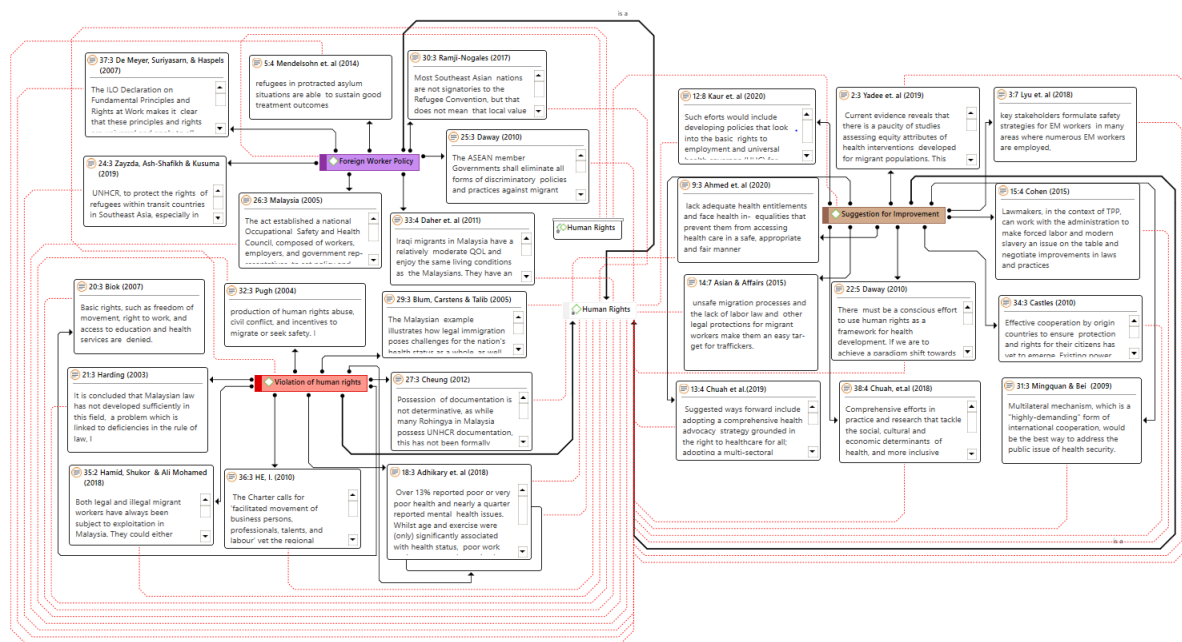 is a
37:3 De Meyer, Suriyasarn, & Haspels
(2007)
The ILO Declaration on
Fundamental Principles and
Rights at Work makes it clear
that these principles and rights
5:4 Mendelsohn et. al (2014)
refugees in protracted asylum
situations are able to sustain good
treatment outcomes
30:3 Ramji-Nogales (2017)
Most Southeast Asian nations
are not signatories to the
Refugee Convention, but that
does not mean that local value
25:3 Daway (2010)
The ASEAN member
Governments shall eliminate all
forms of discriminatory policies
and practices against migrant
Foreign Worker Policy
24:3 Zayzda, Ash-Shafikh & Kusuma
(2019)
UNHCR, to protect the rights of
refugees within transit countries
in Southeast Asia, especially in
26:3 Malaysia (2005)
The act established a national
Occupational Safety and Health
Council, composed of workers,
employers, and government rep-
33:4 Daher et. al (2011)
Iraqi migrants in Malaysia have a
relatively moderate QOL and
enjoy the same living conditions
as the Malaysians. They have an
Human Rights
Human Rights
20:3 Biok (2007)
Basic rights, such as freedom of
movement, right to work, and
access to education and health
services are denied.
32:3 Pugh (2004)
production of human rights abuse,
civil conflict, and incentives to
migrate or seek safety. I
29:3 Blum, Carstens & Talib (2005)
The Malaysian example
illustrates how legal immigration
poses challenges for the nation's
health status as a whole, as well
Violation of human rights
21:3 Harding (2003)
It is concluded that Malaysian law
has not developed sufficiently in
this field, a problem which is
linked to deficiencies in the rule of
law, I
27:3 Cheung (2012)
Possession of documentation is
not determinative, as while
many Rohingya in Malaysia
possess UNHCR documentation,
this has not been formally
35:2 Hamid, Shukor & Ali Mohamed
(2018)
Both legal and illegal migrant
workers have always been
subject to exploitation in
Malaysia. They could either
36:3 HE, I. (2010)
The Charter calls for
'facilitated movement of
business persons,
professionals, talents, and
labour' yet the regional
18:3 Adhikary et. al (2018)
Over 13% reported poor or very
poor health and nearly a quarter
reported mental health issues.
Whilst age and exercise were
(only) significantly associated
with health status, poor work
12:8 Kaur et. al (2020)
Such eforts would include
developing policies that look
into the basic rights to
employment and universal
health coverage (UHC) for
2:3 Yadee et. al (2019)
Current evidence reveals that
there is a paucity of studies
assessing equity attributes of
health interventions developed
for migrant populations. This
3:7 Lyu et. al (2018)
key stakeholders formulate safety
strategies for EM workers in many
areas where numerous EM workers
are employed,
9:3 Ahmed et. al (2020)
lack adequate health entitlements
and face health in- equalities that
prevent them from accessing
health care in a safe, appropriate
and fair manner
Suggestion for Improvement
15:4 Cohen (2015)
Lawmakers, in the context of TPP,
can work with the administration to
make forced labor and modern
slavery an issue on the table and
negotiate improvements in laws
and practices
14:7 Asian & Affairs (2015)
unsafe migration processes and
the lack of labor law and other
legal protections for migrant
workers make them an easy tar-
get for traffickers.
22:5 Daway (2010)
There must be a conscious effort
to use human rights as a
framework for health
development. If we are to
achieve a paradigm shift towards
34:3 Castles (2010)
Effective cooperation by origin
countries to ensure protection
and rights for their citizens has
yet to emerge. Existing power
13:4 Chuah et.al(2019)
Suggested ways forward include
adopting a comprehensive health
advocacy strategy grounded in
the right to healthcare for all;
adopting a multi-sectoral
38:4 Chuah, et.al (2018)
Comprehensive efforts in
practice and research that tackle
the social, cultural and
economic determinants of
health, and more inclusive
31:3 Mingquan & Bei (2009)
Multilateral mechanism, which is a
"highly-demanding" form of
international cooperation, would
be the best way to address the
public issue of health security.
is a